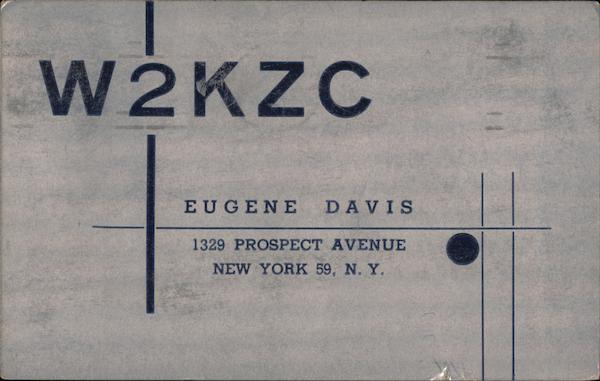 W2KZC
EUGENE DAVIS
1329 PROSPECT AVENUE
NEW YORK 59, N. Y.